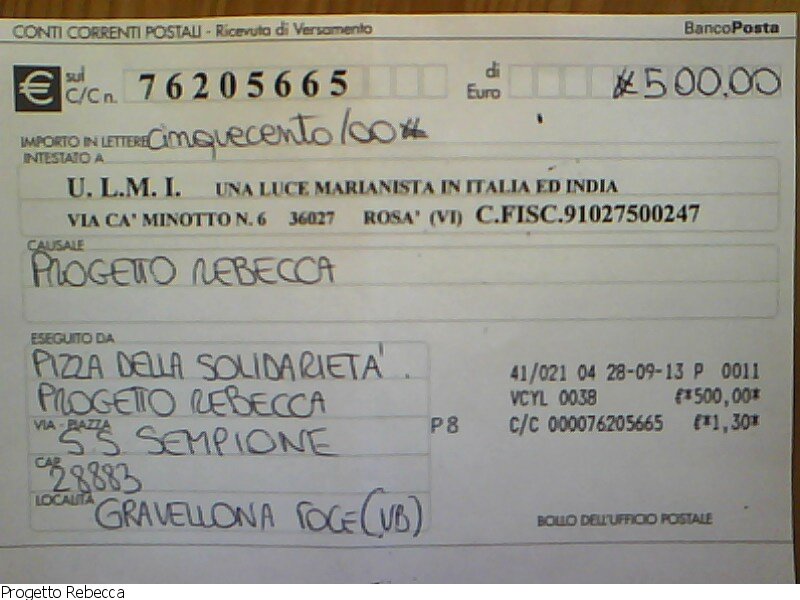 CONTI CORRENTI POSTALI - Ricevuta di Versamento BancoPosta
€ sul C/C n. 76205665 di Euro #500,00
IMPORTO IN LETTERE Cinquecento/00#
INTESTATO A
U. L.M. I. UNA LUCE MARIANISTA IN ITALIA ED INDIA
VIA CA' MINOTTO N. 6 36027 ROSA' (VI) C.FISC.91027500247
CAUSALE
PROGETTO REBECCA
ESEGUITO DA
PIZZA DELLA SOLIDARIETA'.
41/021 04 28-09-13 P 0011
PROGETTO REBECCA
VCYL 0038 €*500,00*
VIA - PIAZZA
P 8 C/C 000076205665 €*1,30*
SS SEMPIONE
CAP
28883
LOCALITÀ
GRAVELLONA TOCE (VB)
BOLLO DELL'UFFICIO POSTALE
Progetto Rebecca